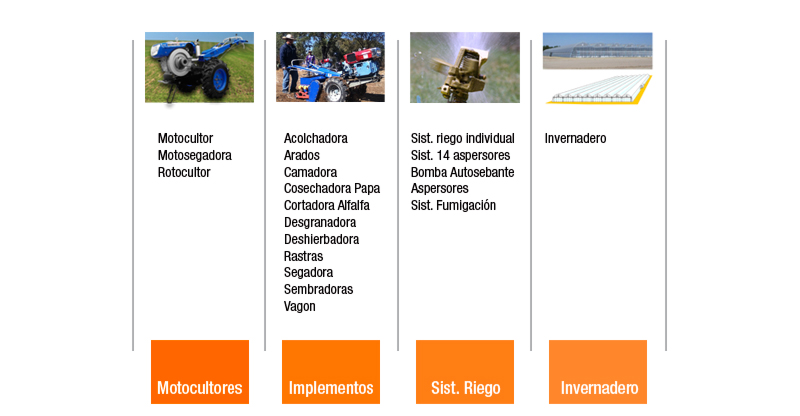 Motocultor
Motosegadora
Rotocultor
Acolchadora
Arados
Camadora
Cosechadora Papa
Cortadora Alfalfa
Desgranadora
Deshierbadora
Rastras
Segadora
Sembradoras
Vagon
Sist. riego individual
Sist. 14 aspersores
Bomba Autosebante
Aspersores
Sist. Fumigación
Invernadero
Motocultores
Implementos
Sist. Riego
Invernadero